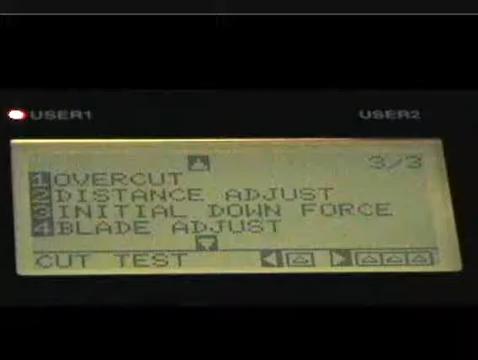 USER1 USER2
3/3
1 OVERCUT
2 DISTANCE ADJUST
3 INITIAL DOWN FORCE
4 BLADE ADJUST
CUT TEST